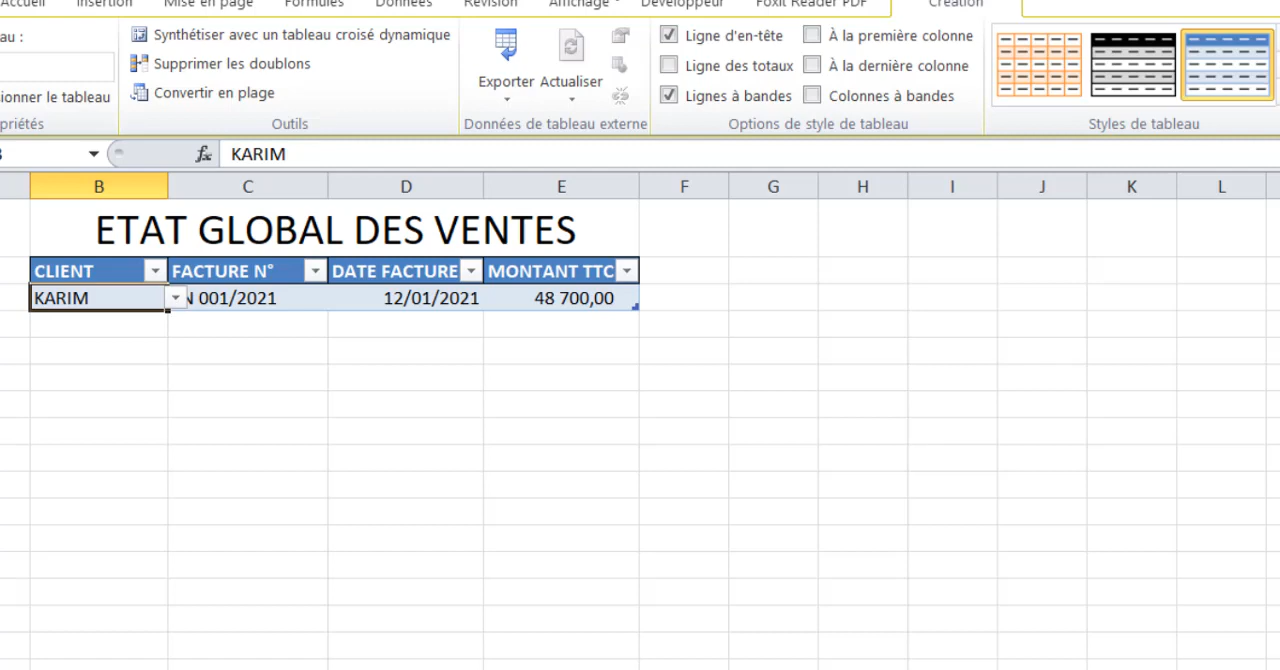 Accueil Insertion Mise en page Formules Données Révision Affichage Développeur Foxit Reader PDF Création
au :
Synthétiser avec un tableau croisé dynamique
Supprimer les doublons
ionner le tableau
Convertir en plage
priétés
Outils
Exporter Actualiser
Données de tableau externe
Ligne d'en-tête À la première colonne
Ligne des totaux À la dernière colonne
Lignes à bandes Colonnes à bandes
Options de style de tableau
Styles de tableau
fx KARIM
B C D E F G H I J K L
ETAT GLOBAL DES VENTES
CLIENT FACTURE N° DATE FACTURE MONTANT TTC
KARIM N 001/2021 12/01/2021 48 700,00